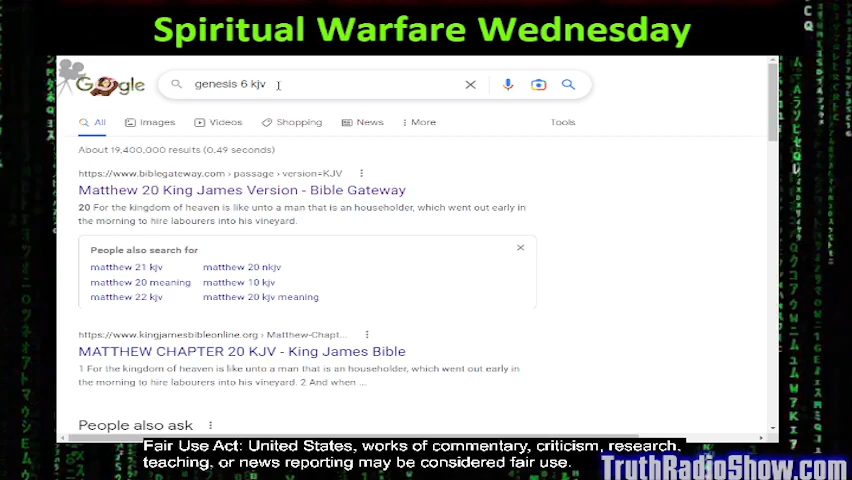 Spiritual Warfare Wednesday
Google
genesis 6 kjv
All
Images
Videos
Shopping
News
More
Tools
About 19,400,000 results (0.49 seconds)
https://www.biblegateway.com › passage › version=KJV
Matthew 20 King James Version - Bible Gateway
20 For the kingdom of heaven is like unto a man that is an householder, which went out early in
the morning to hire labourers into his vineyard.
People also search for
matthew 21 kjv
matthew 20 nkjv
matthew 20 meaning
matthew 10 kjv
matthew 22 kjv
matthew 20 kjv meaning
https://www.kingjamesbibleonline.org › Matthew-Chapt...
MATTHEW CHAPTER 20 KJV - King James Bible
1 For the kingdom of heaven is like unto a man that is an householder, which went out early in
the morning to hire labourers into his vineyard. 2 And when ...
People also ask
Fair Use Act: United States, works of commentary, criticism, research,
teaching, or news reporting may be considered fair use.
TruthRadioShow.com